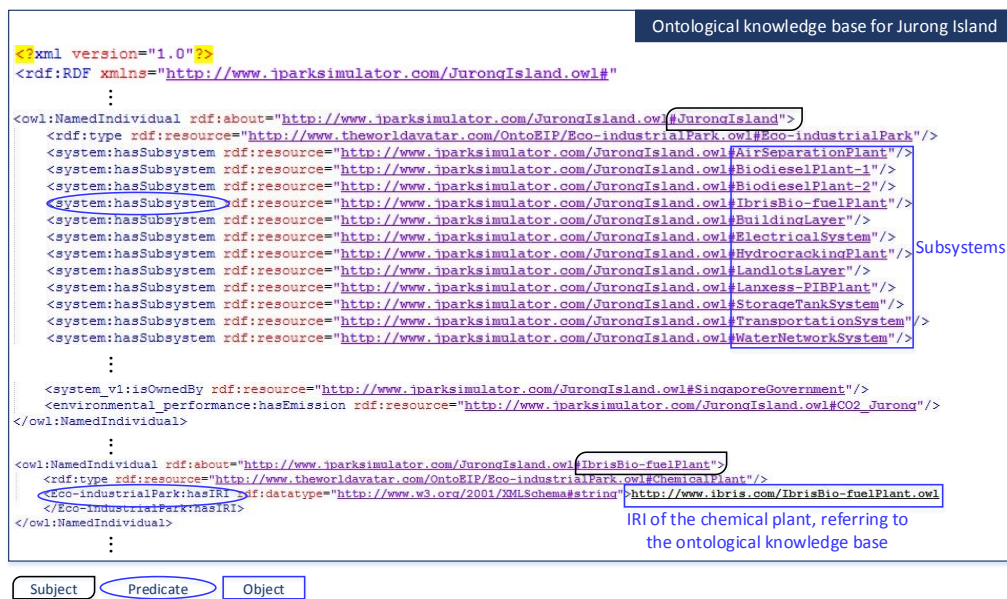 Ontological knowledge base for Jurong Island
<?xml version="1.0"?>
<rdf:RDF xmlns="http://www.jparksimulator.com/JurongIsland.owl#"
⋮
<owl:NamedIndividual rdf:about="http://www.jparksimulator.com/JurongIsland.owl#JurongIsland">
<rdf:type rdf:resource="http://www.theworldavatar.com/OntoEIP/Eco-industrialPark.owl#Eco-industrialPark"/>
<system:hasSubsystem rdf:resource="http://www.jparksimulator.com/JurongIsland.owl#AirSeparationPlant"/>
<system:hasSubsystem rdf:resource="http://www.jparksimulator.com/JurongIsland.owl#BiodieselPlant-1"/>
<system:hasSubsystem rdf:resource="http://www.jparksimulator.com/JurongIsland.owl#BiodieselPlant-2"/>
<system:hasSubsystem rdf:resource="http://www.jparksimulator.com/JurongIsland.owl#IbrisBio-fuelPlant"/>
<system:hasSubsystem rdf:resource="http://www.jparksimulator.com/JurongIsland.owl#BuildingLayer"/>
<system:hasSubsystem rdf:resource="http://www.jparksimulator.com/JurongIsland.owl#ElectricalSystem"/>
<system:hasSubsystem rdf:resource="http://www.jparksimulator.com/JurongIsland.owl#HydrocrackingPlant"/>
Subsystems
<system:hasSubsystem rdf:resource="http://www.jparksimulator.com/JurongIsland.owl#LandlotsLayer"/>
<system:hasSubsystem rdf:resource="http://www.jparksimulator.com/JurongIsland.owl#Lanxess-PIBPlant"/>
<system:hasSubsystem rdf:resource="http://www.jparksimulator.com/JurongIsland.owl#StorageTankSystem"/>
<system:hasSubsystem rdf:resource="http://www.jparksimulator.com/JurongIsland.owl#TransportationSystem"/>
<system:hasSubsystem rdf:resource="http://www.jparksimulator.com/JurongIsland.owl#WaterNetworkSystem"/>
⋮
<system_v1:isOwnedBy rdf:resource="http://www.jparksimulator.com/JurongIsland.owl#SingaporeGovernment"/>
<environmental_performance:hasEmission rdf:resource="http://www.jparksimulator.com/JurongIsland.owl#CO2_Jurong"/>
</owl:NamedIndividual>
⋮
<owl:NamedIndividual rdf:about="http://www.jparksimulator.com/JurongIsland.owl#IbrisBio-fuelPlant">
<rdf:type rdf:resource="http://www.theworldavatar.com/OntoEIP/Eco-industrialPark.owl#ChemicalPlant"/>
<Eco-industrialPark:hasIRI rdf:datatype="http://www.w3.org/2001/XMLSchema#string">http://www.ibris.com/IbrisBio-fuelPlant.owl
</Eco-industrialPark:hasIRI>
</owl:NamedIndividual>
⋮
IRI of the chemical plant, referring to
the ontological knowledge base
Subject
Predicate
Object